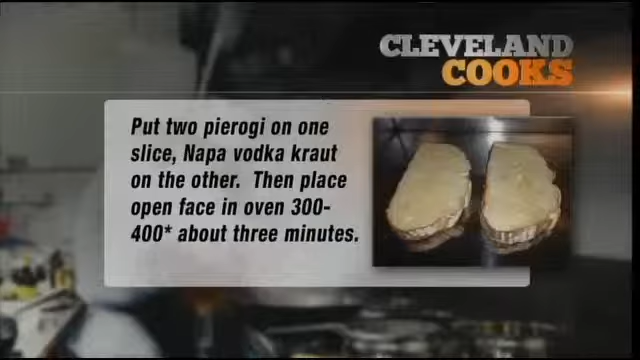 CLEVELAND
COOKS
Put two pierogi on one
slice, Napa vodka kraut
on the other. Then place
open face in oven 300-
400* about three minutes.